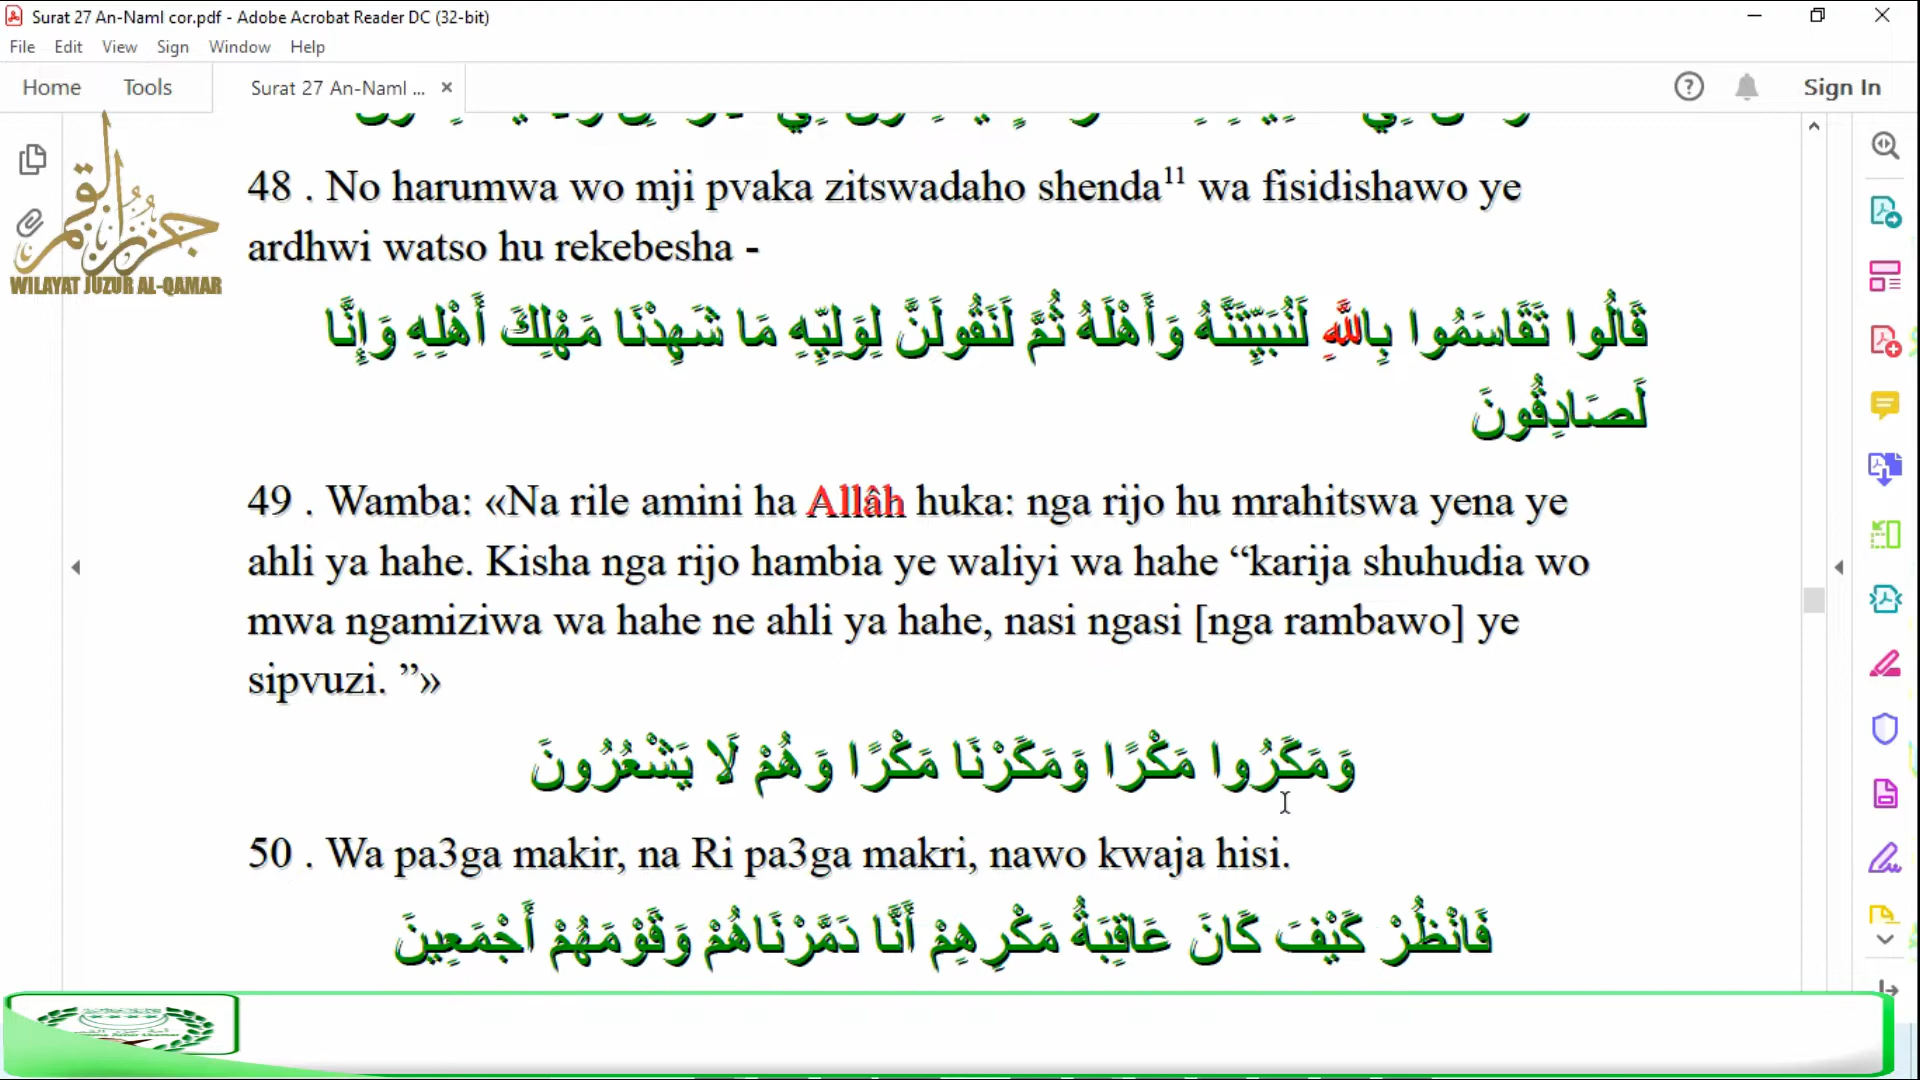 Surat 27 An-Naml cor.pdf - Adobe Acrobat Reader DC (32-bit)
File Edit View Sign Window Help
Home Tools Surat 27 An-Naml ... × Sign In
48 . No harumwa wo mji pvaka zitswadaho shenda¹¹ wa fisidishawo ye
ardhwi watso hu rekebesha -
WILAYAT JUZUR AL-QAMAR
قَالُوا تَقَاسَمُوا بِاللَّهِ لَنُبَيِّتَنَّهُ وَأَهْلَهُ ثُمَّ لَنَقُولَنَّ لِوَلِيِّهِ مَا شَهِدْنَا مَهْلِكَ أَهْلِهِ وَإِنَّا
لَصَادِقُونَ
49 . Wamba: «Na rile amini ha Allâh huka: nga rijo hu mrahitswa yena ye
ahli ya hahe. Kisha nga rijo hambia ye waliyi wa hahe “karija shuhudia wo
mwa ngamiziwa wa hahe ne ahli ya hahe, nasi ngasi [nga rambawo] ye
sipvuzi. ”»
وَمَكَرُوا مَكْرًا وَمَكَرْنَا مَكْرًا وَهُمْ لَا يَشْعُرُونَ
50 . Wa pa3ga makir, na Ri pa3ga makri, nawo kwaja hisi.
فَانْظُرْ كَيْفَ كَانَ عَاقِبَةُ مَكْرِهِمْ أَنَّا دَمَّرْنَاهُمْ وَقَوْمَهُمْ أَجْمَعِينَ